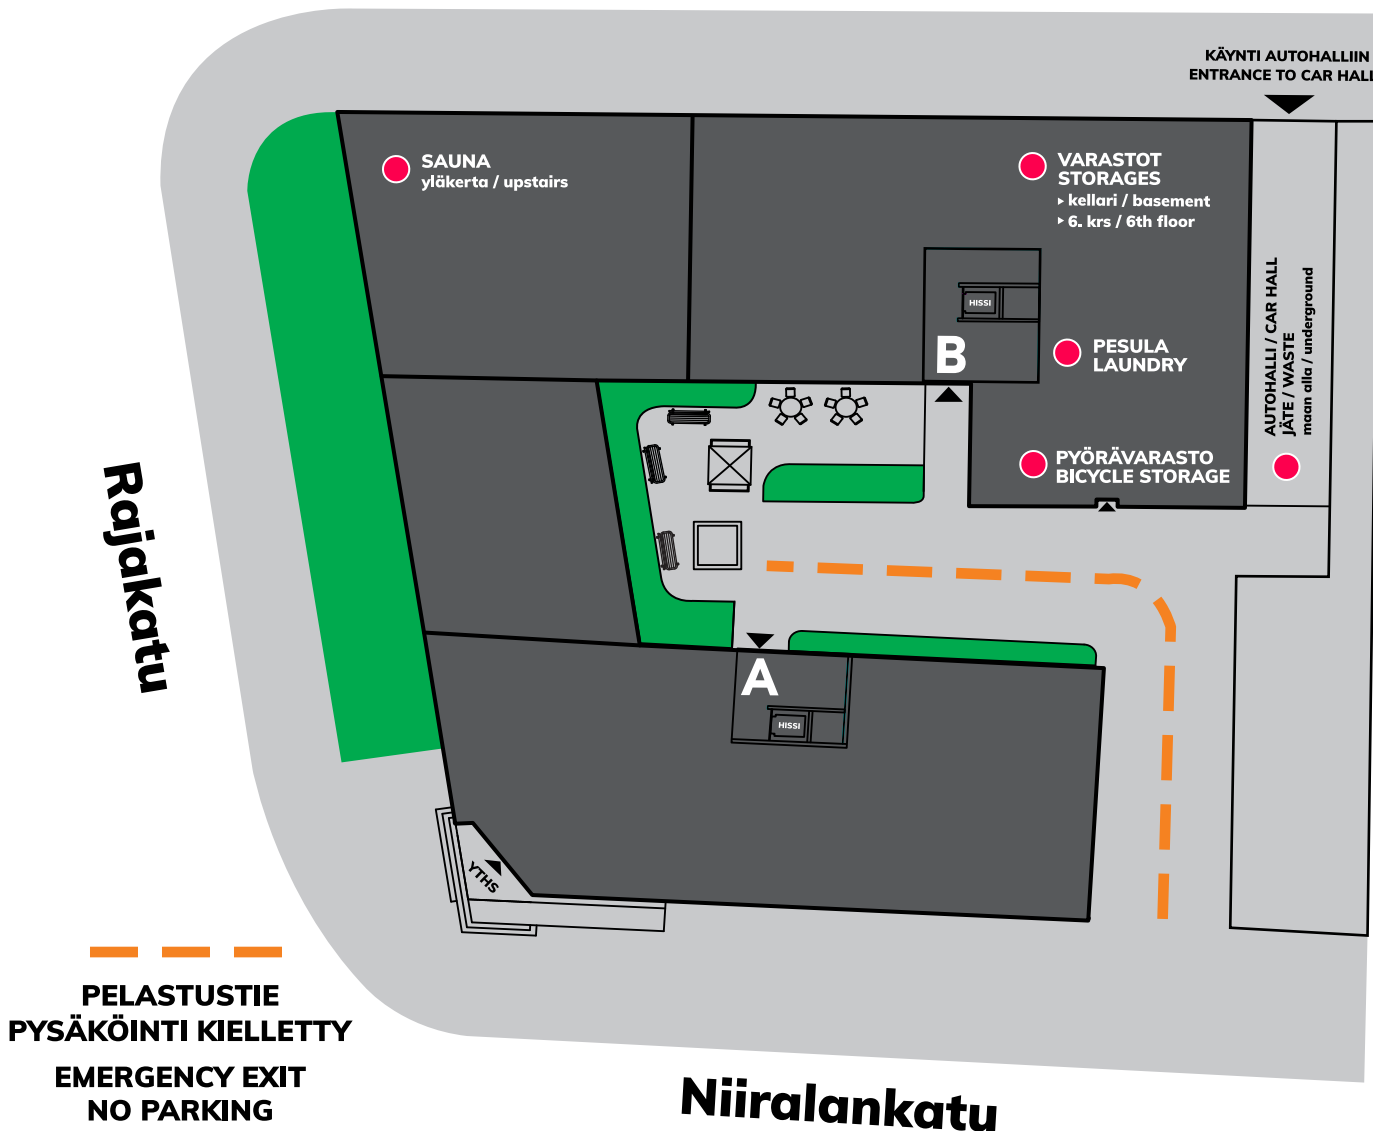 KÄYNTI AUTOHALLIIN
ENTRANCE TO CAR HALL
SAUNA
yläkerta / upstairs
VARASTOT
STORAGES
kellari / basement
6. krs / 6th floor
HISSI
B
PESULA
LAUNDRY
AUTOHALLI / CAR HALL
JÄTE / WASTE
maan alla / underground
PYÖRÄVARASTO
BICYCLE STORAGE
Rajakatu
A
HISSI
YTHS
PELASTUSTIE
PYSÄKÖINTI KIELLETTY
EMERGENCY EXIT
NO PARKING
Niiralankatu